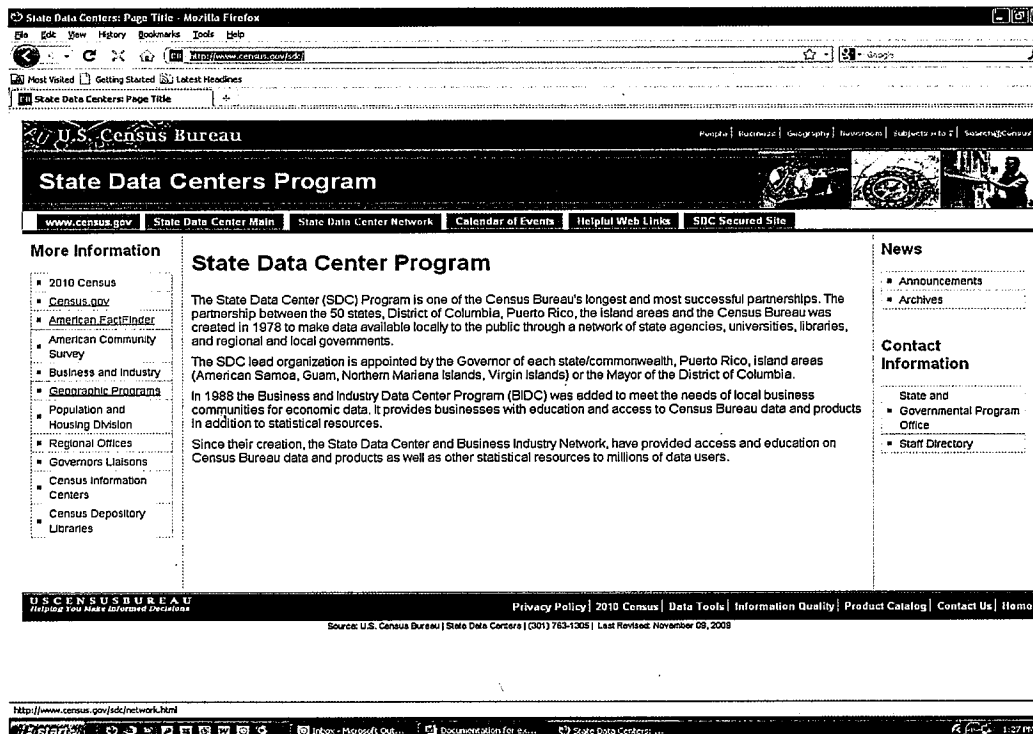 State Data Centers: Page Title - Mozilla Firefox
File Edit View History Bookmarks Tools Help
http://www.census.gov/sdc/
Google
Most Visited Getting Started Latest Headlines
State Data Centers: Page Title
U.S. Census Bureau
People | Business | Geography | Newsroom | Subjects A to Z | Search@Census
State Data Centers Program
www.census.gov State Data Center Main State Data Center Network Calendar of Events Helpful Web Links SDC Secured Site
More Information
2010 Census
Census.gov
American FactFinder
American Community
Survey
Business and Industry
Geographic Programs
Population and
Housing Division
Regional Offices
Governors Liaisons
Census Information
Centers
Census Depository
Libraries
State Data Center Program
The State Data Center (SDC) Program is one of the Census Bureau's longest and most successful partnerships. The
partnership between the 50 states, District of Columbia, Puerto Rico, the island areas and the Census Bureau was
created in 1978 to make data available locally to the public through a network of state agencies, universities, libraries,
and regional and local governments.
The SDC lead organization is appointed by the Governor of each state/commonwealth, Puerto Rico, island areas
(American Samoa, Guam, Northern Mariana Islands, Virgin Islands) or the Mayor of the District of Columbia.
In 1988 the Business and Industry Data Center Program (BIDC) was added to meet the needs of local business
communities for economic data. It provides businesses with education and access to Census Bureau data and products
in addition to statistical resources.
Since their creation, the State Data Center and Business Industry Network, have provided access and education on
Census Bureau data and products as well as other statistical resources to millions of data users.
News
Announcements
Archives
Contact
Information
State and
Governmental Program
Office
Staff Directory
USCENSUSBUREAU
Helping You Make Informed Decisions
Privacy Policy | 2010 Census | Data Tools | Information Quality | Product Catalog | Contact Us | Home
Source: U.S. Census Bureau | State Data Centers | (301) 763-1305 | Last Revised: November 09, 2009
http://www.census.gov/sdc/network.html
start Inbox - Microsoft Out... Documentation for ex... State Data Centers: ... 1:27 PM